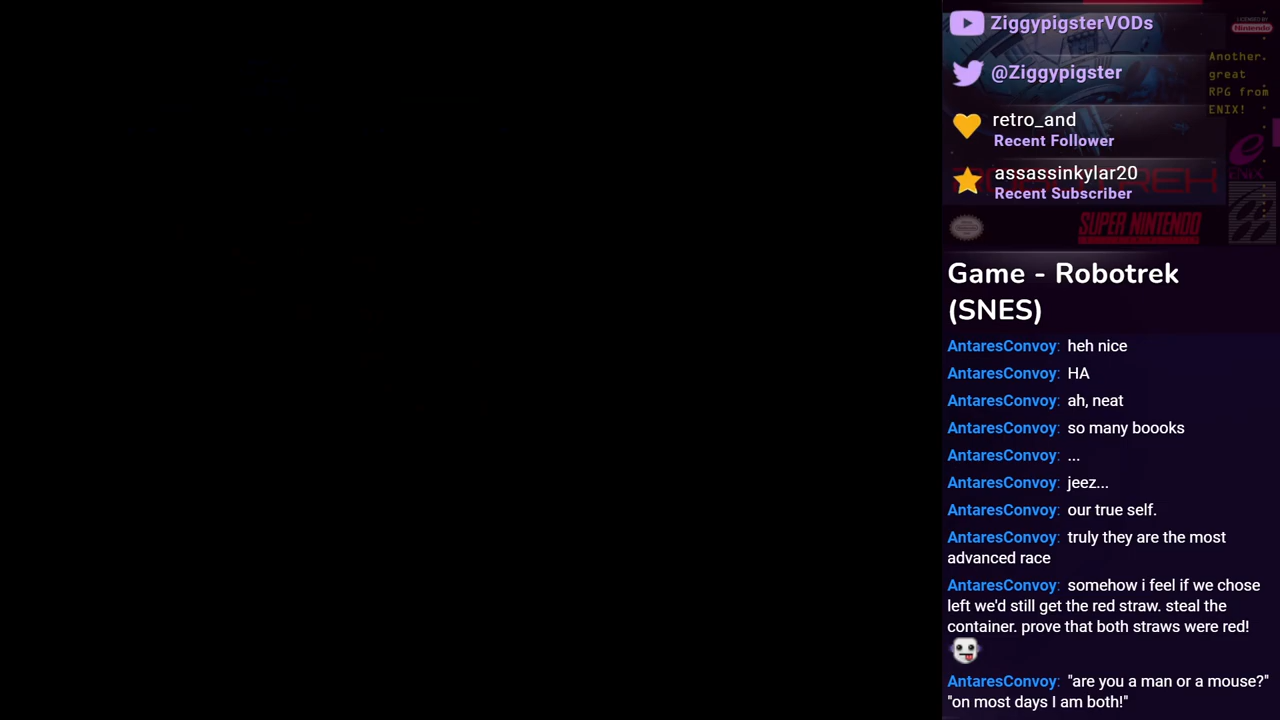 ZiggypigsterVODs
LICENSED BY
Nintendo
Another
great
RPG from
ENIX!
@Ziggypigster
retro_and
Recent Follower
assassinkylar20
Recent Subscriber
SUPER NINTENDO
Game - Robotrek
(SNES)
AntaresConvoy: heh nice
AntaresConvoy: HA
AntaresConvoy: ah, neat
AntaresConvoy: so many boooks
AntaresConvoy: ...
AntaresConvoy: jeez...
AntaresConvoy: our true self.
AntaresConvoy: truly they are the most
advanced race
AntaresConvoy: somehow i feel if we chose
left we'd still get the red straw. steal the
container. prove that both straws were red!
AntaresConvoy: "are you a man or a mouse?"
"on most days I am both!"